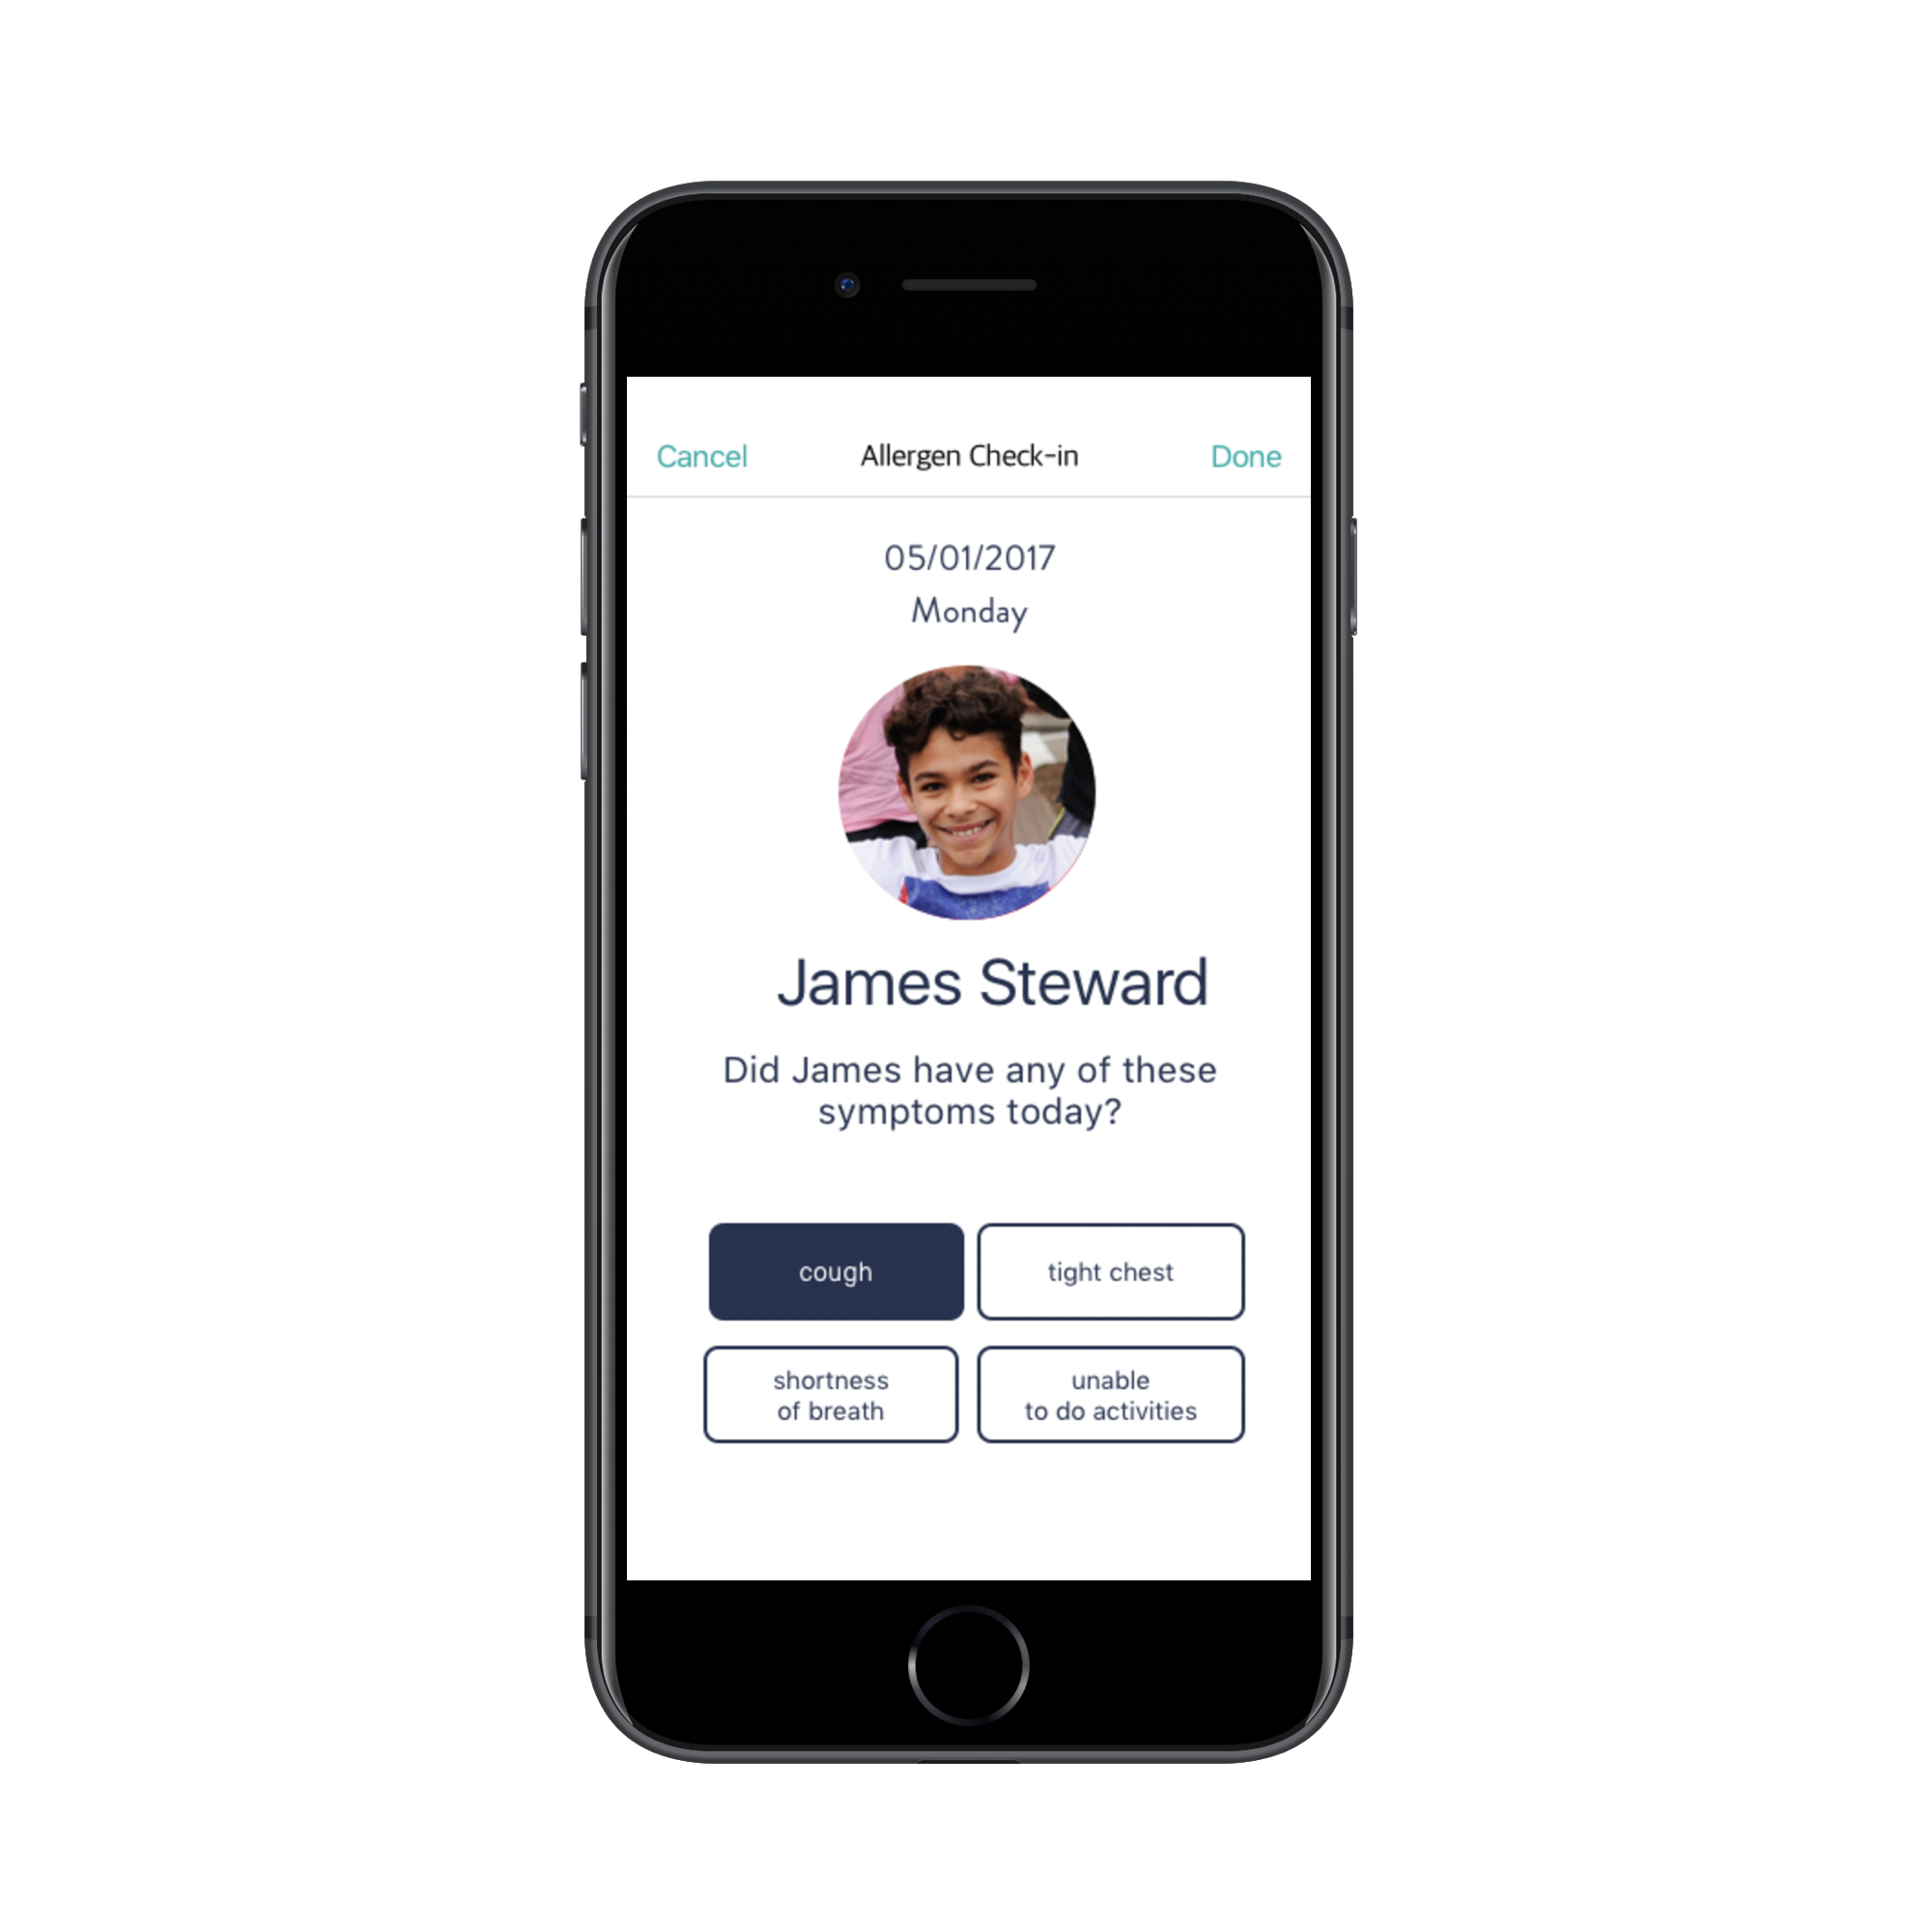 Cancel Allergen Check-in Done
05/01/2017
Monday
James Steward
Did James have any of these
symptoms today?
cough tight chest
shortness
of breath
unable
to do activities